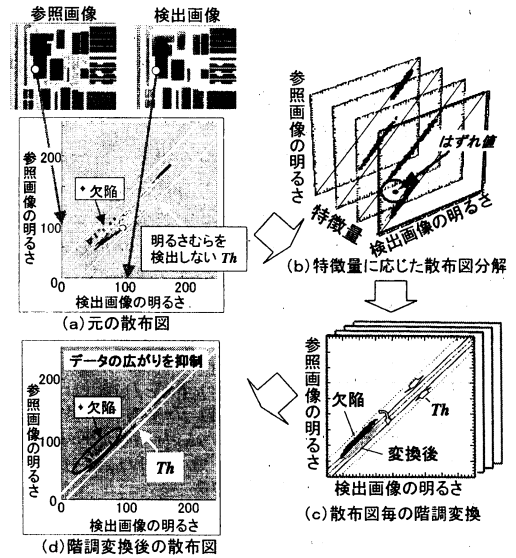 参照画像
検出画像
参照画像の明るさ
200
100
0
欠陥
明るさむらを
検出しない Th
0
100
200
検出画像の明るさ
(a)元の散布図
参照画像の明るさ
はずれ値
特徴量
検出画像の明るさ
(b)特徴量に応じた散布図分解
参照画像の明るさ
欠陥
Th
変換後
検出画像の明るさ
(c)散布図毎の階調変換
データの広がりを抑制
参照画像の明るさ
200
100
0
欠陥
Th
0
100
200
検出画像の明るさ
(d)階調変換後の散布図